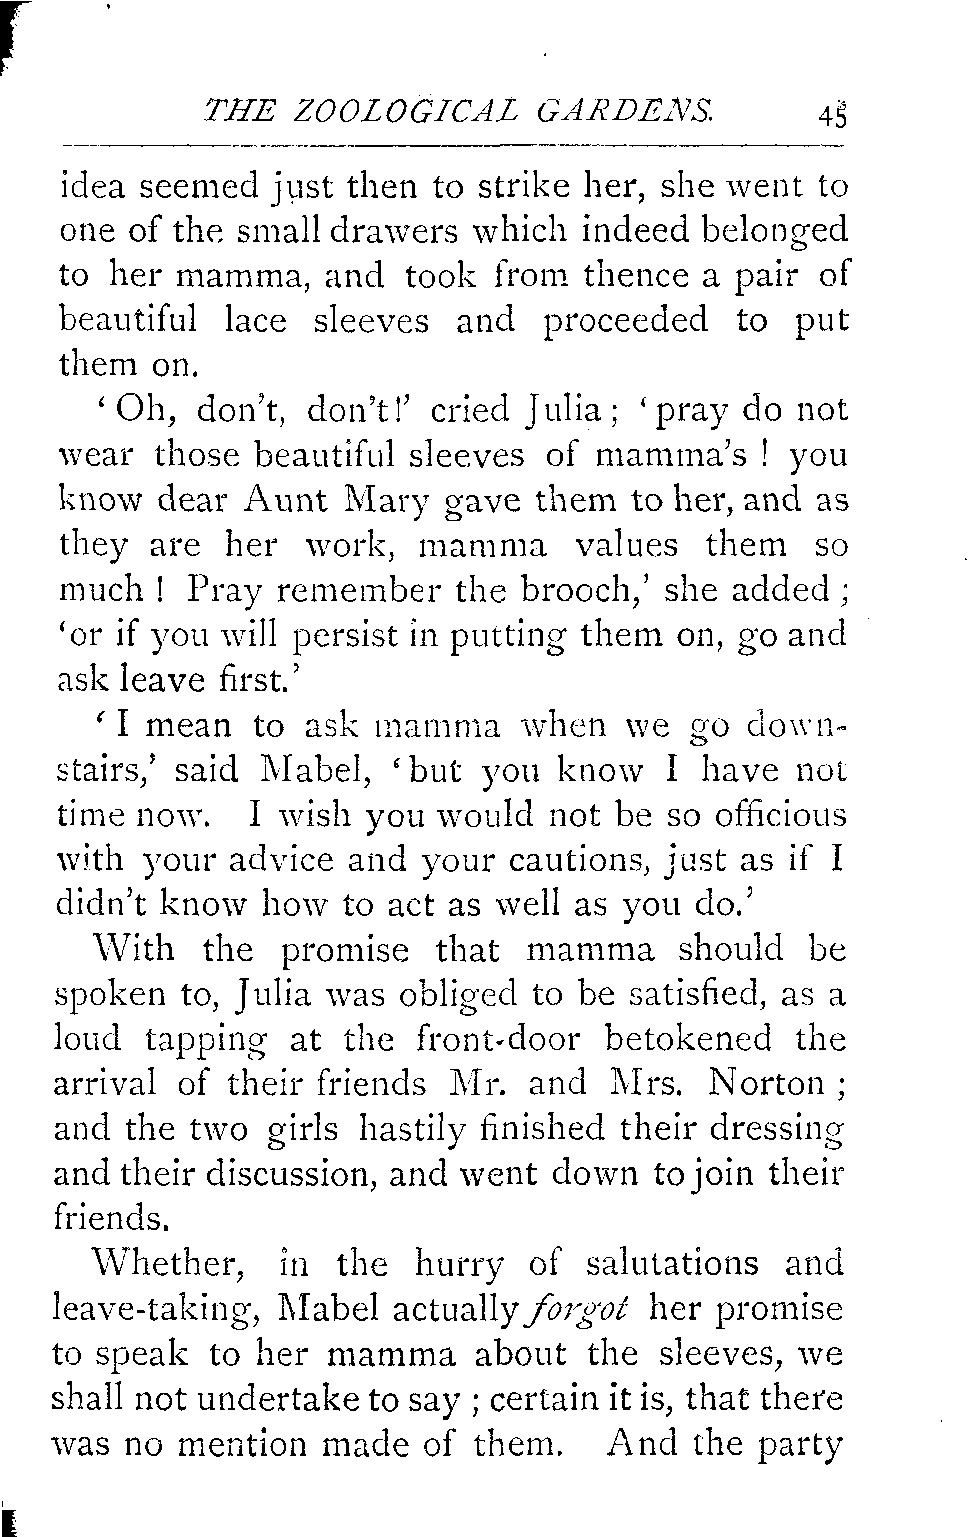 THE ZOOLOGICAL GARDENS. 45
idea seemed just then to strike her, she went to
one of the small drawers which indeed belonged
to her mamma, and took from thence a pair of
beautiful lace sleeves and proceeded to put
them on.
‘Oh, don’t, don’t!’ cried Julia; ‘pray do not
wear those beautiful sleeves of mamma’s! you
know dear Aunt Mary gave them to her, and as
they are her work, mamma values them so
much! Pray remember the brooch,’ she added;
‘or if you will persist in putting them on, go and
ask leave first.’
‘I mean to ask mamma when we go down-
stairs,’ said Mabel, ‘but you know I have not
time now. I wish you would not be so officious
with your advice and your cautions, just as if I
didn’t know how to act as well as you do.’
With the promise that mamma should be
spoken to, Julia was obliged to be satisfied, as a
loud tapping at the front-door betokened the
arrival of their friends Mr. and Mrs. Norton;
and the two girls hastily finished their dressing
and their discussion, and went down to join their
friends.
Whether, in the hurry of salutations and
leave-taking, Mabel actually forgot her promise
to speak to her mamma about the sleeves, we
shall not undertake to say; certain it is, that there
was no mention made of them. And the party